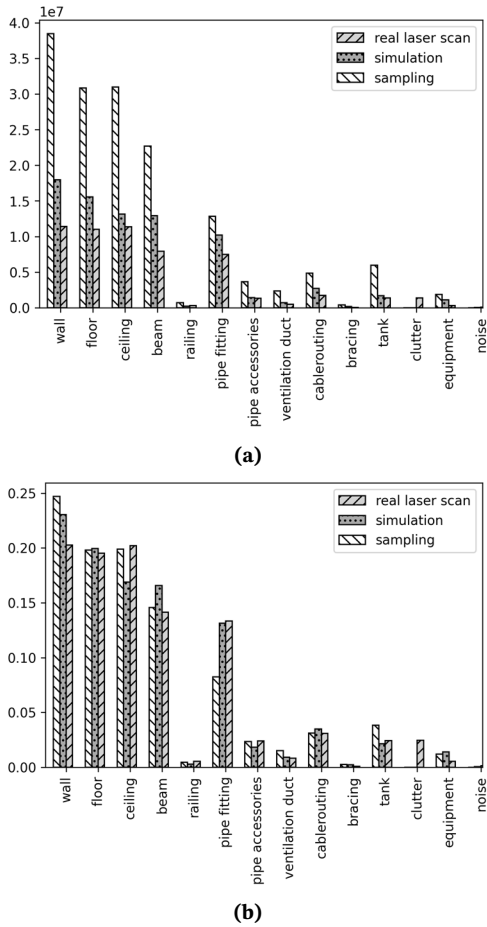 1e7
4.0
3.5
3.0
2.5
2.0
1.5
1.0
0.5
0.0
real laser scan
simulation
sampling
wall
floor
ceiling
beam
railing
pipe fitting
pipe accessories
ventilation duct
cablerouting
bracing
tank
clutter
equipment
noise
(a)
0.25
0.20
0.15
0.10
0.05
0.00
real laser scan
simulation
sampling
wall
floor
ceiling
beam
railing
pipe fitting
pipe accessories
ventilation duct
cablerouting
bracing
tank
clutter
equipment
noise
(b)